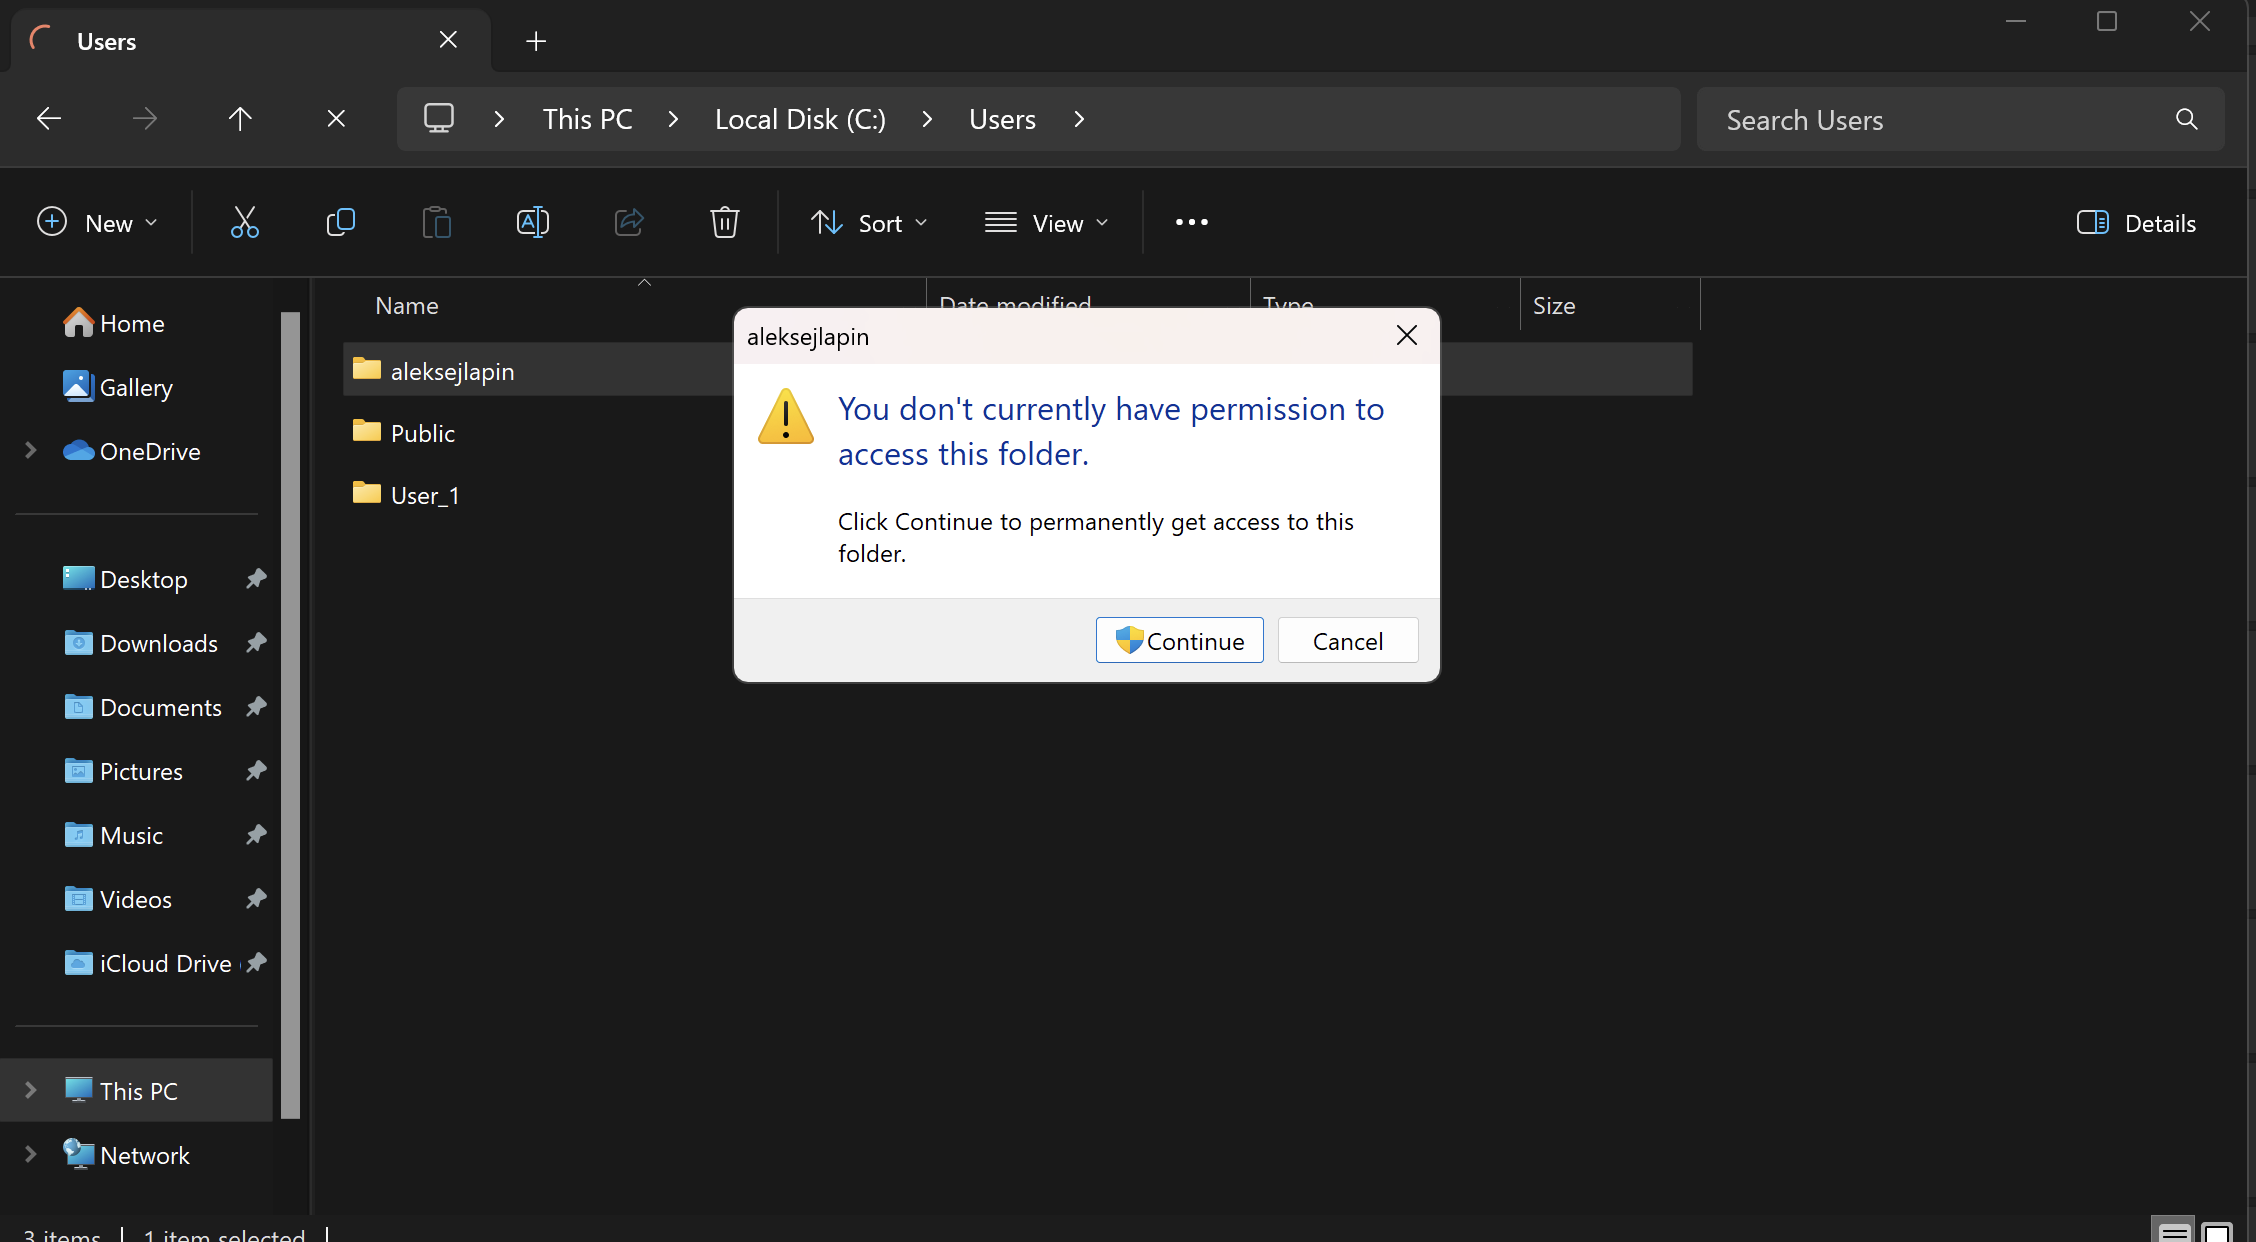 Users
This PC
Local Disk (C:)
Users
Search Users
New
Sort
View
Details
Home
Gallery
OneDrive
Desktop
Downloads
Documents
Pictures
Music
Videos
iCloud Drive
This PC
Network
Name
Date modified
Type
Size
aleksejlapin
Public
User_1
aleksejlapin
You don't currently have permission to
access this folder.
Click Continue to permanently get access to this
folder.
Continue
Cancel
3 items
1 item selected